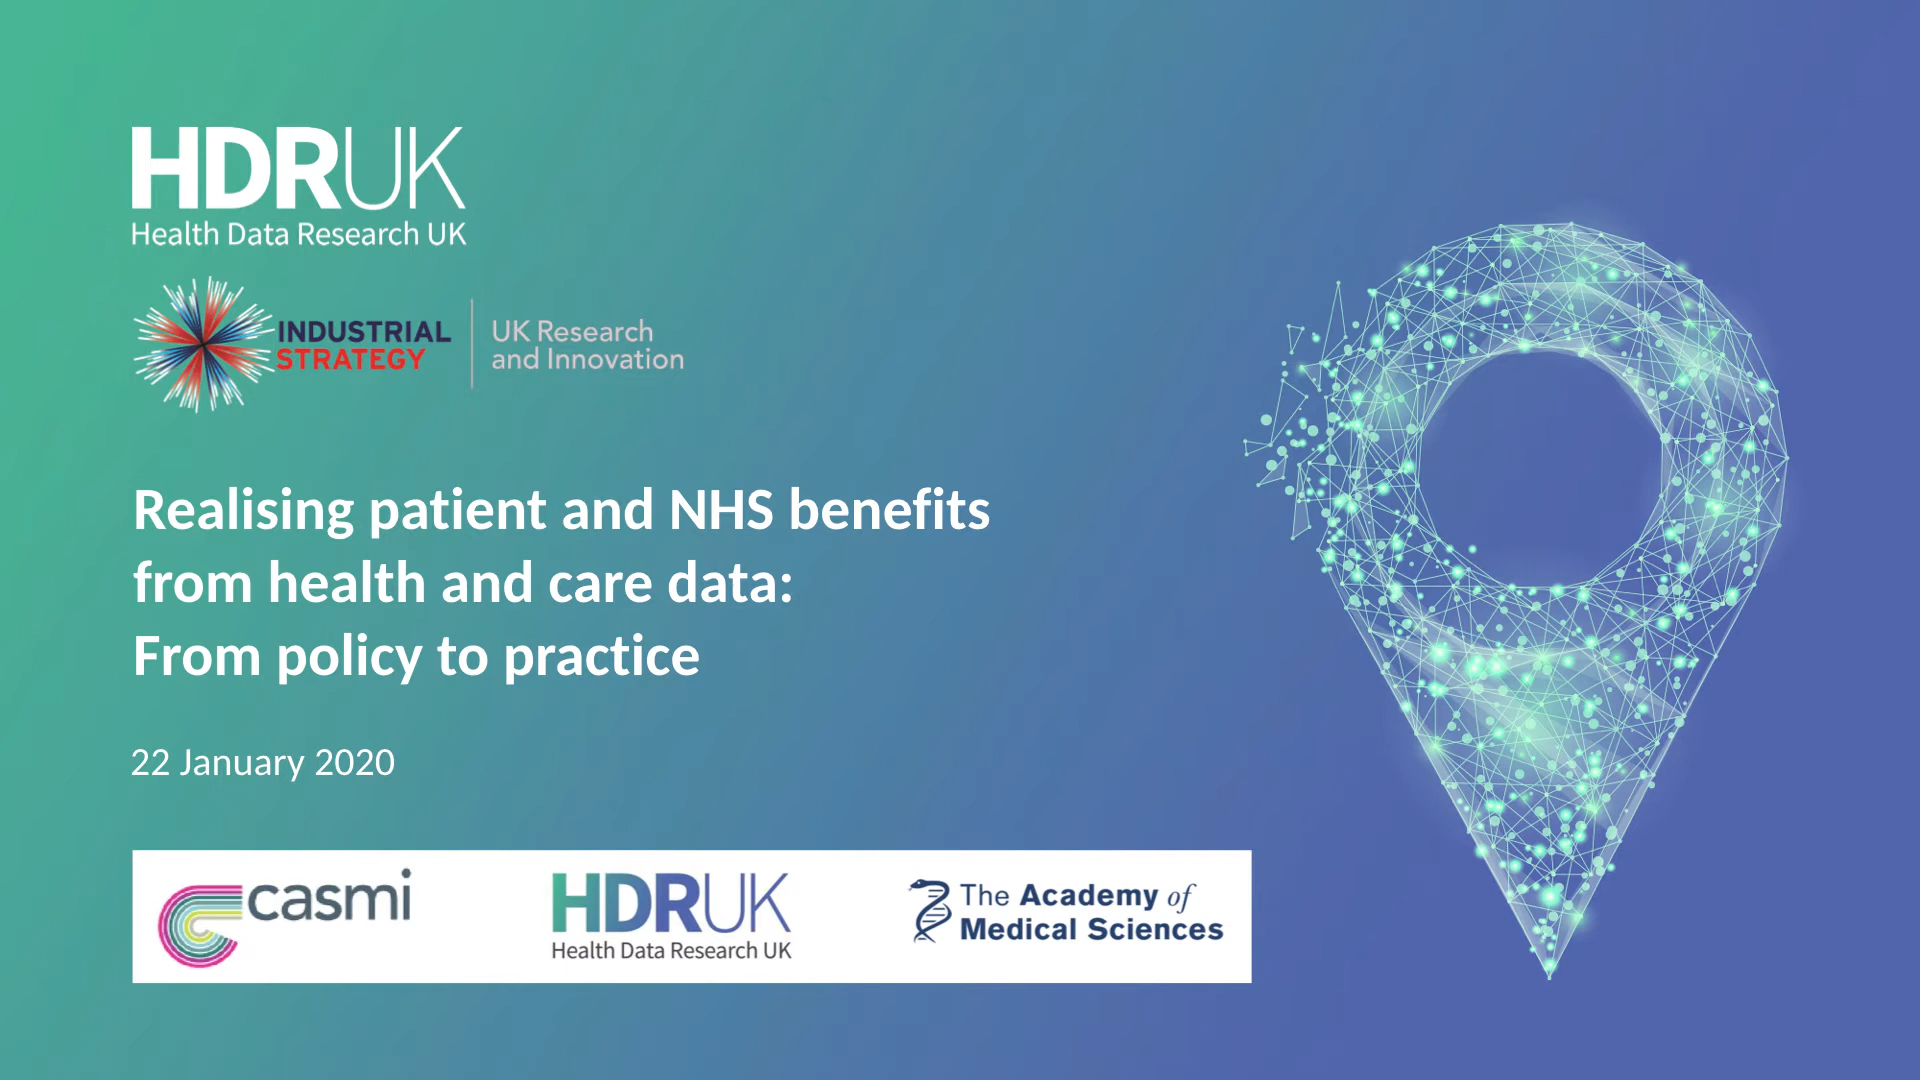 HDRUK
Health Data Research UK
INDUSTRIAL
STRATEGY
UK Research
and Innovation
Realising patient and NHS benefits
from health and care data:
From policy to practice
22 January 2020
casmi
HDRUK
Health Data Research UK
The Academy of
Medical Sciences